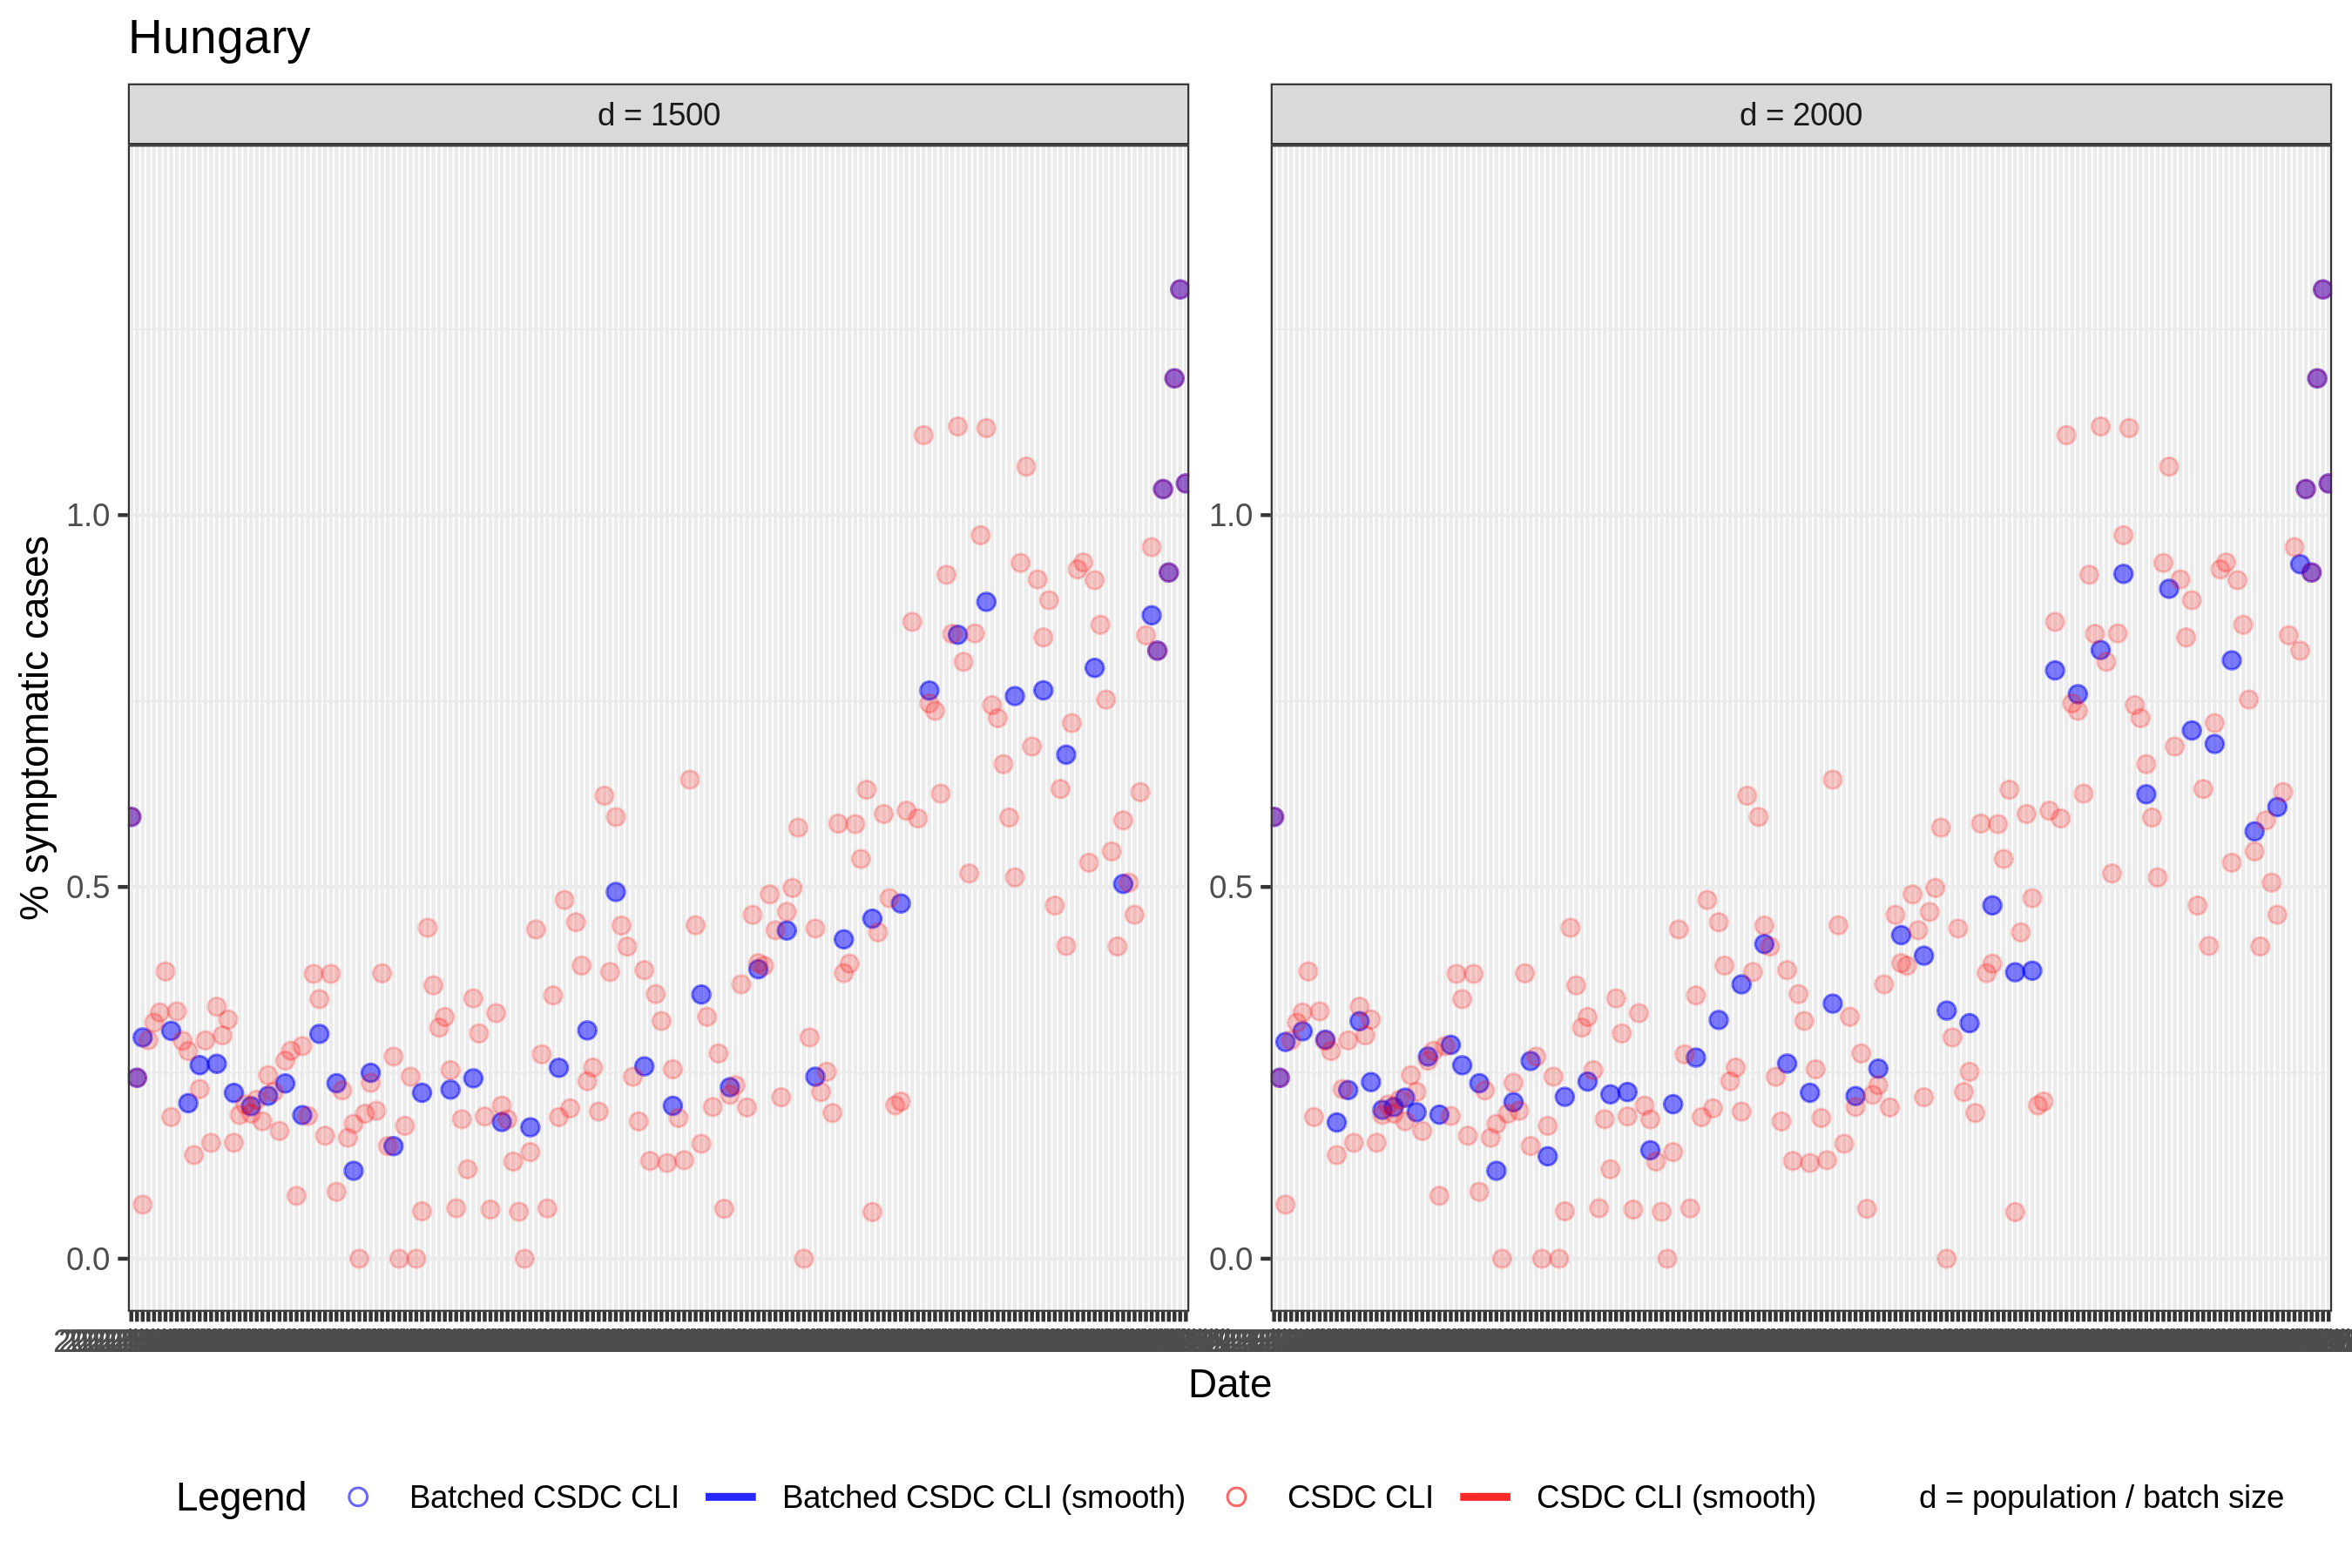 Hungary
d = 1500
d = 2000
% symptomatic cases
1.0
0.5
0.0
1.0
0.5
0.0
Date
Legend
Batched CSDC CLI
Batched CSDC CLI (smooth)
CSDC CLI
CSDC CLI (smooth)
d = population / batch size